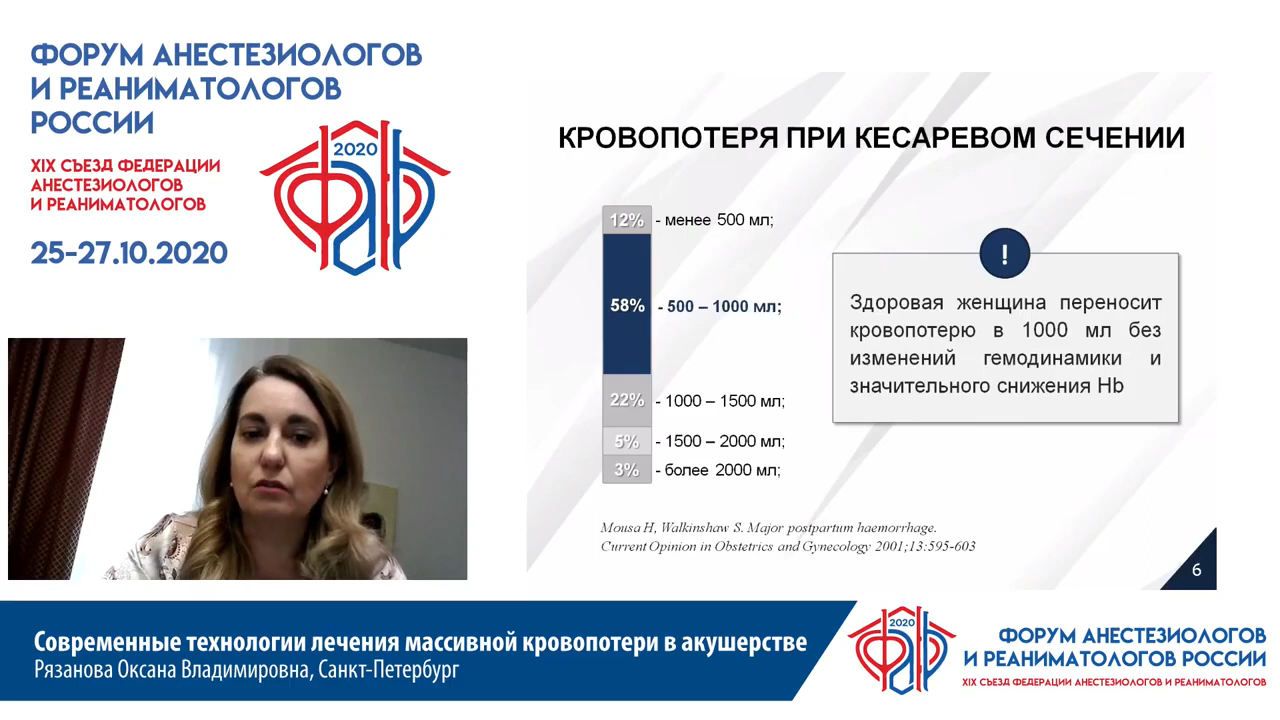 ФОРУМ АНЕСТЕЗИОЛОГОВ
И РЕАНИМАТОЛОГОВ
РОССИИ
XIX СЪЕЗД ФЕДЕРАЦИИ
АНЕСТЕЗИОЛОГОВ
И РЕАНИМАТОЛОГОВ
25-27.10.2020
2020
ФАР
КРОВОПОТЕРЯ ПРИ КЕСАРЕВОМ СЕЧЕНИИ
12% - менее 500 мл;
58% - 500 – 1000 мл;
22% - 1000 – 1500 мл;
5% - 1500 – 2000 мл;
3% - более 2000 мл;
!
Здоровая женщина переносит
кровопотерю в 1000 мл без
изменений гемодинамики и
значительного снижения Hb
Mousa H, Walkinshaw S. Major postpartum haemorrhage.
Current Opinion in Obstetrics and Gynecology 2001;13:595-603
6
Современные технологии лечения массивной кровопотери в акушерстве
Рязанова Оксана Владимировна, Санкт-Петербург
2020
ФАР
ФОРУМ АНЕСТЕЗИОЛОГОВ
И РЕАНИМАТОЛОГОВ РОССИИ
XIX СЪЕЗД ФЕДЕРАЦИИ АНЕСТЕЗИОЛОГОВ И РЕАНИМАТОЛОГОВ